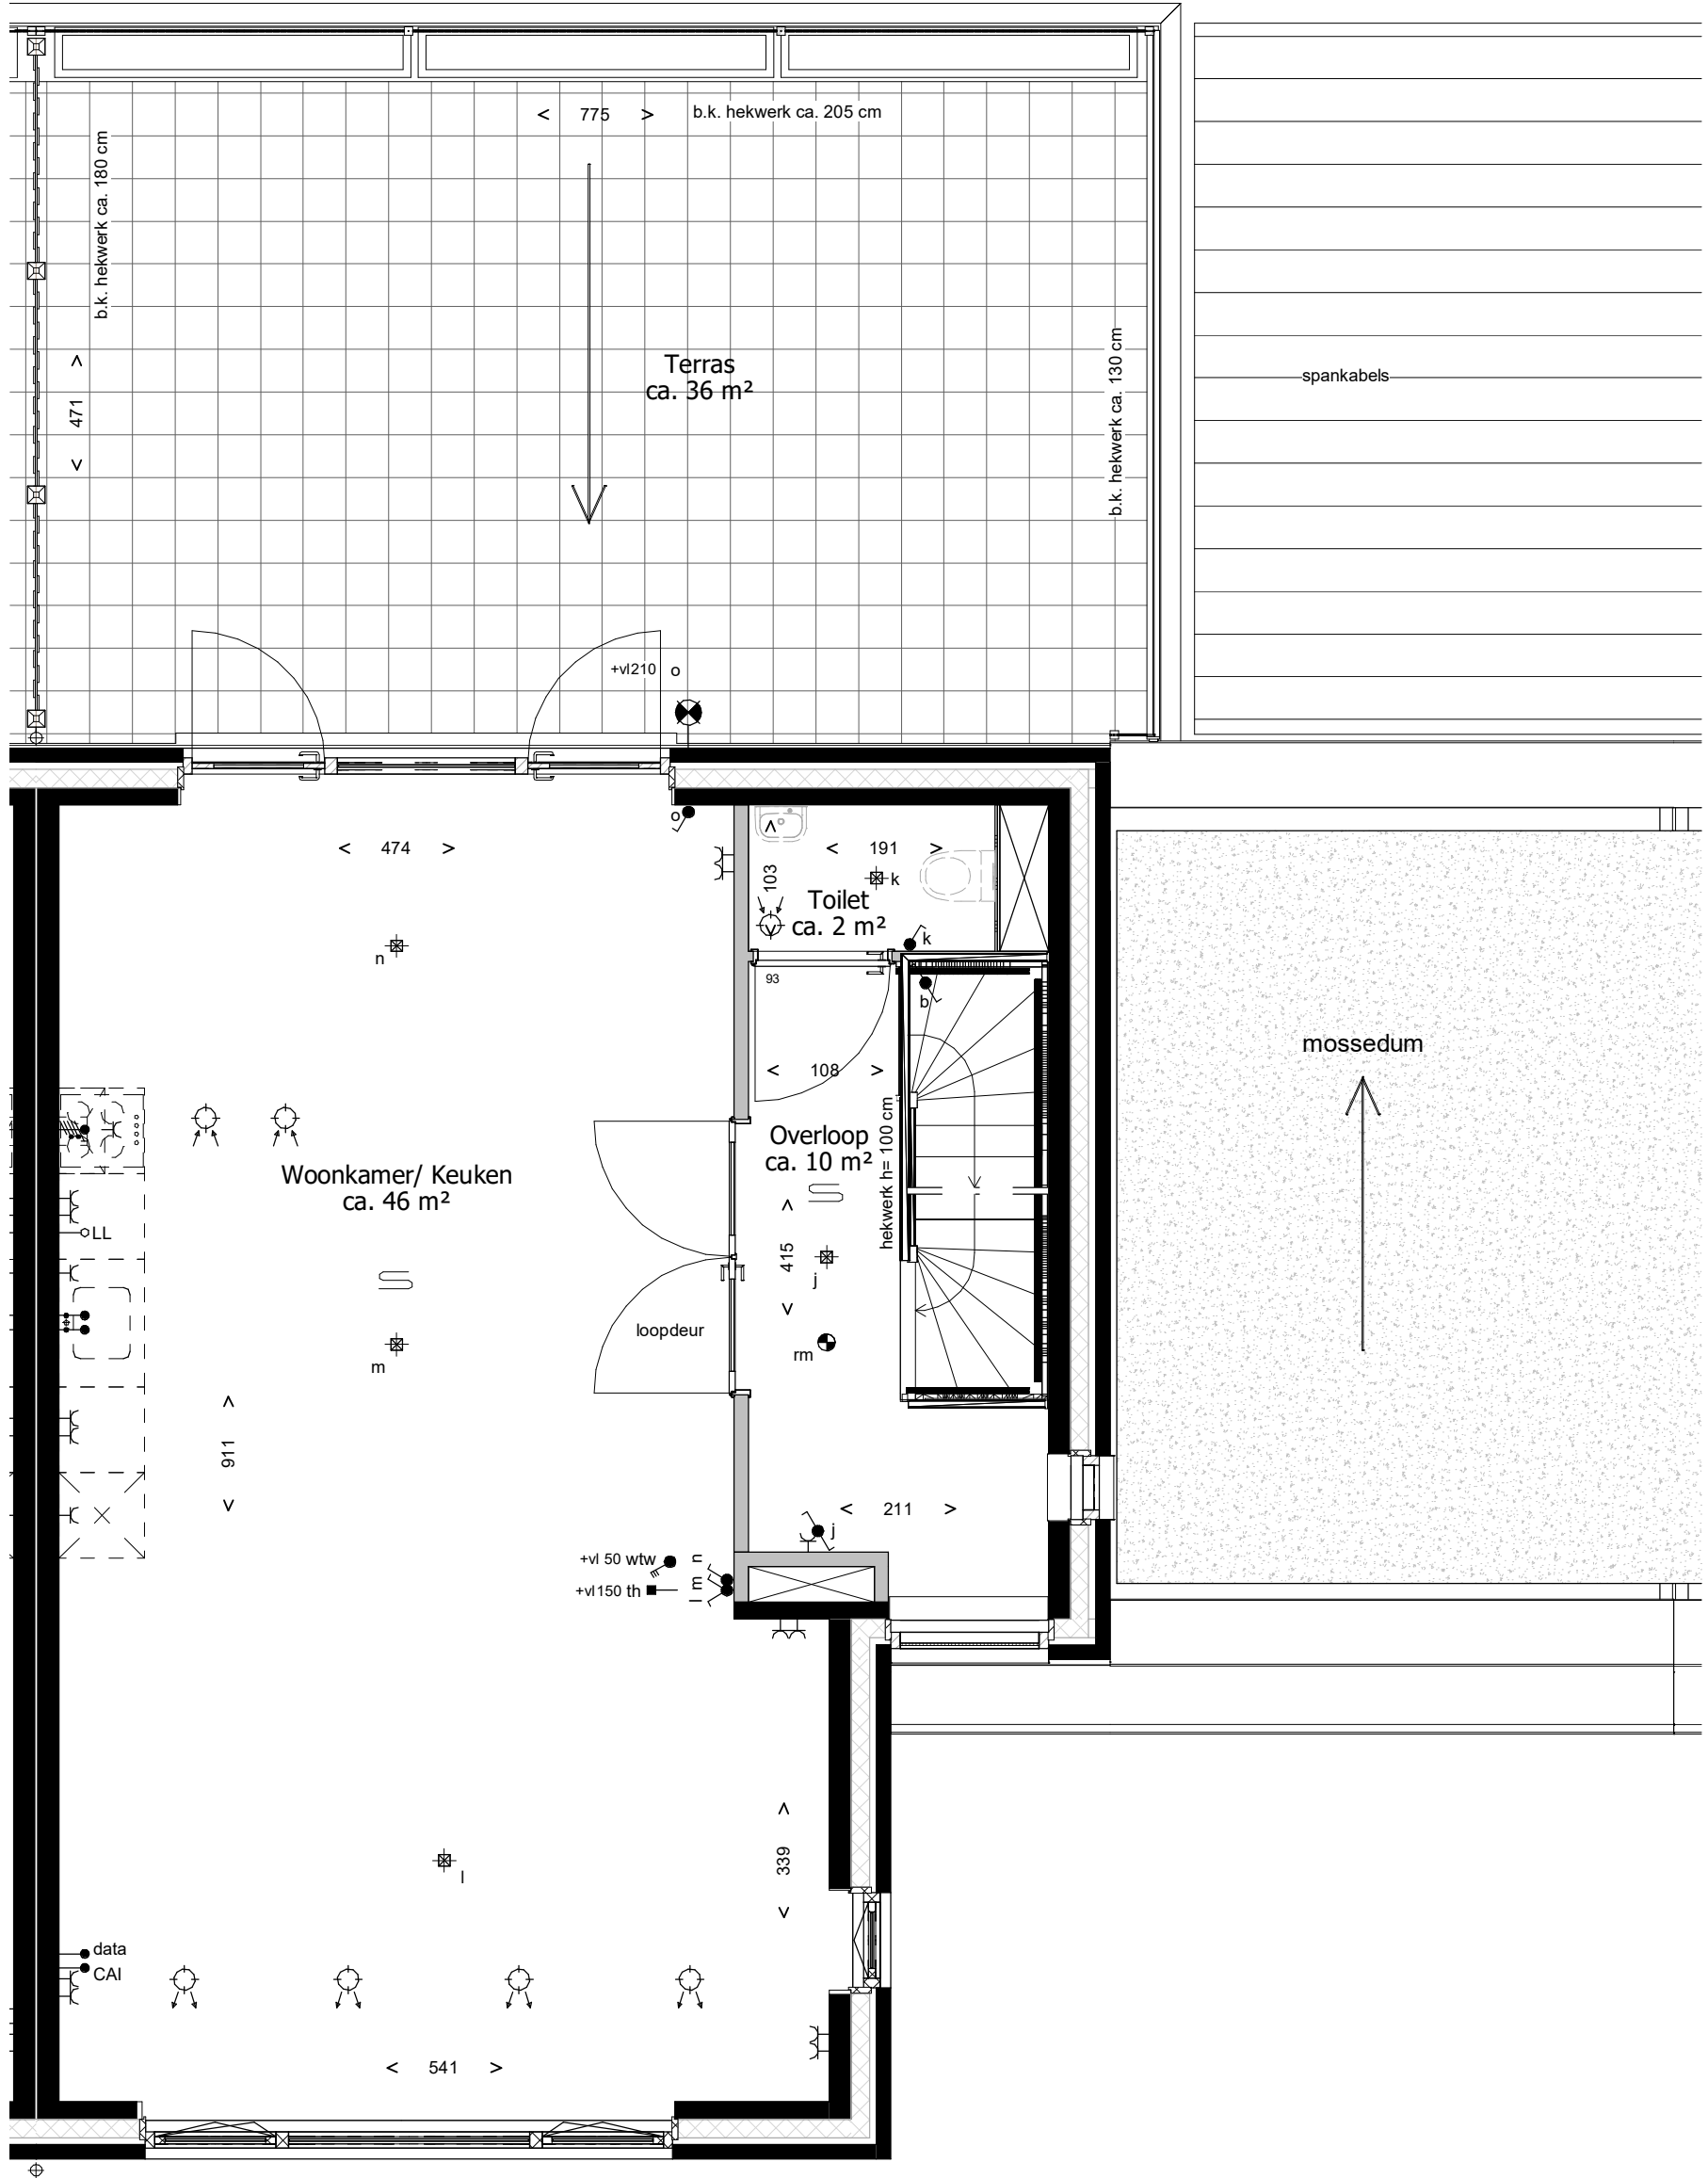 775
b.k. hekwerk ca. 205 cm
b.k. hekwerk ca. 180 cm
471
Terras
ca. 36 m²
b.k. hekwerk ca. 130 cm
spankabels
+vl210
o
o
474
191
103
k
Toilet
ca. 2 m²
k
n
93
b
108
mossedum
hekwerk h= 100 cm
Overloop
ca. 10 m²
Woonkamer/ Keuken
ca. 46 m²
LL
415
j
loopdeur
rm
m
911
211
j
+vl 50 wtw
n
+vl150 th
l m
339
l
data
CAI
541